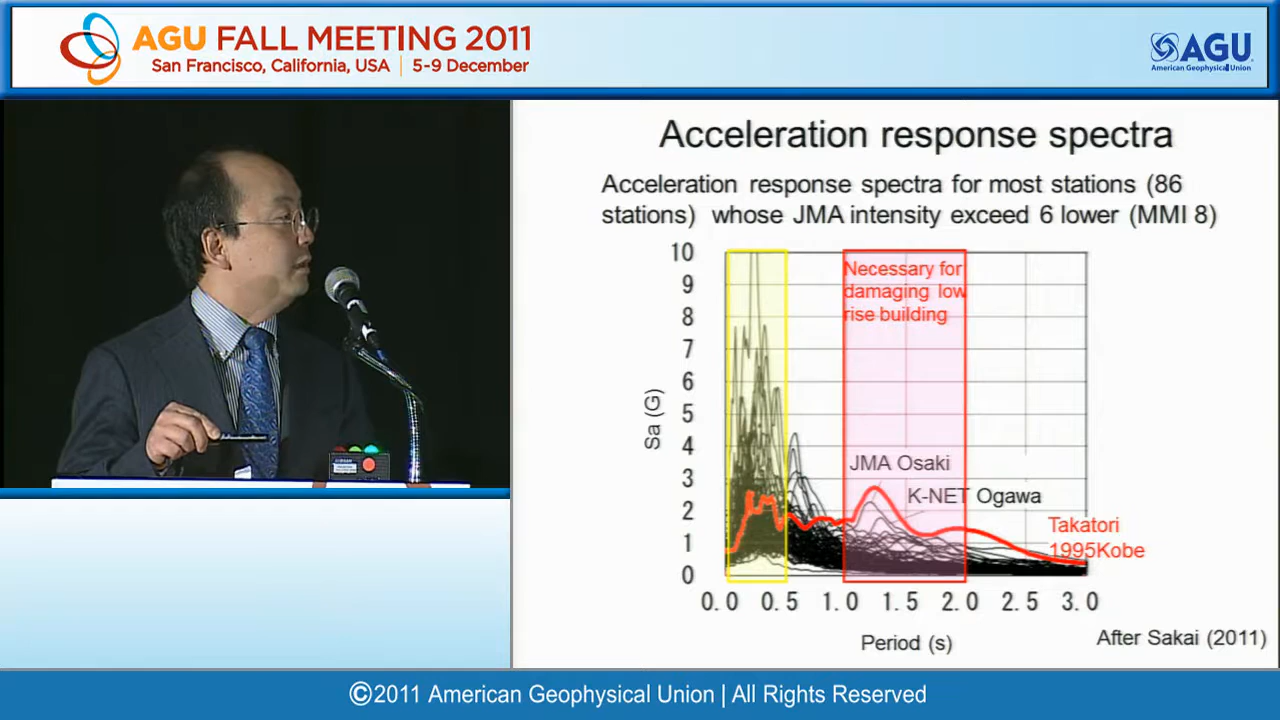 AGU FALL MEETING 2011
San Francisco, California, USA | 5-9 December
AGU
American Geophysical Union
Acceleration response spectra
Acceleration response spectra for most stations (86
stations) whose JMA intensity exceed 6 lower (MMI 8)
10
9
8
7
6
5
4
3
2
1
0
Sa (G)
Necessary for
damaging low
rise building
JMA Osaki
K-NET Ogawa
Takatori
1995Kobe
0.0 0.5 1.0 1.5 2.0 2.5 3.0
Period (s)
After Sakai (2011)
©2011 American Geophysical Union | All Rights Reserved